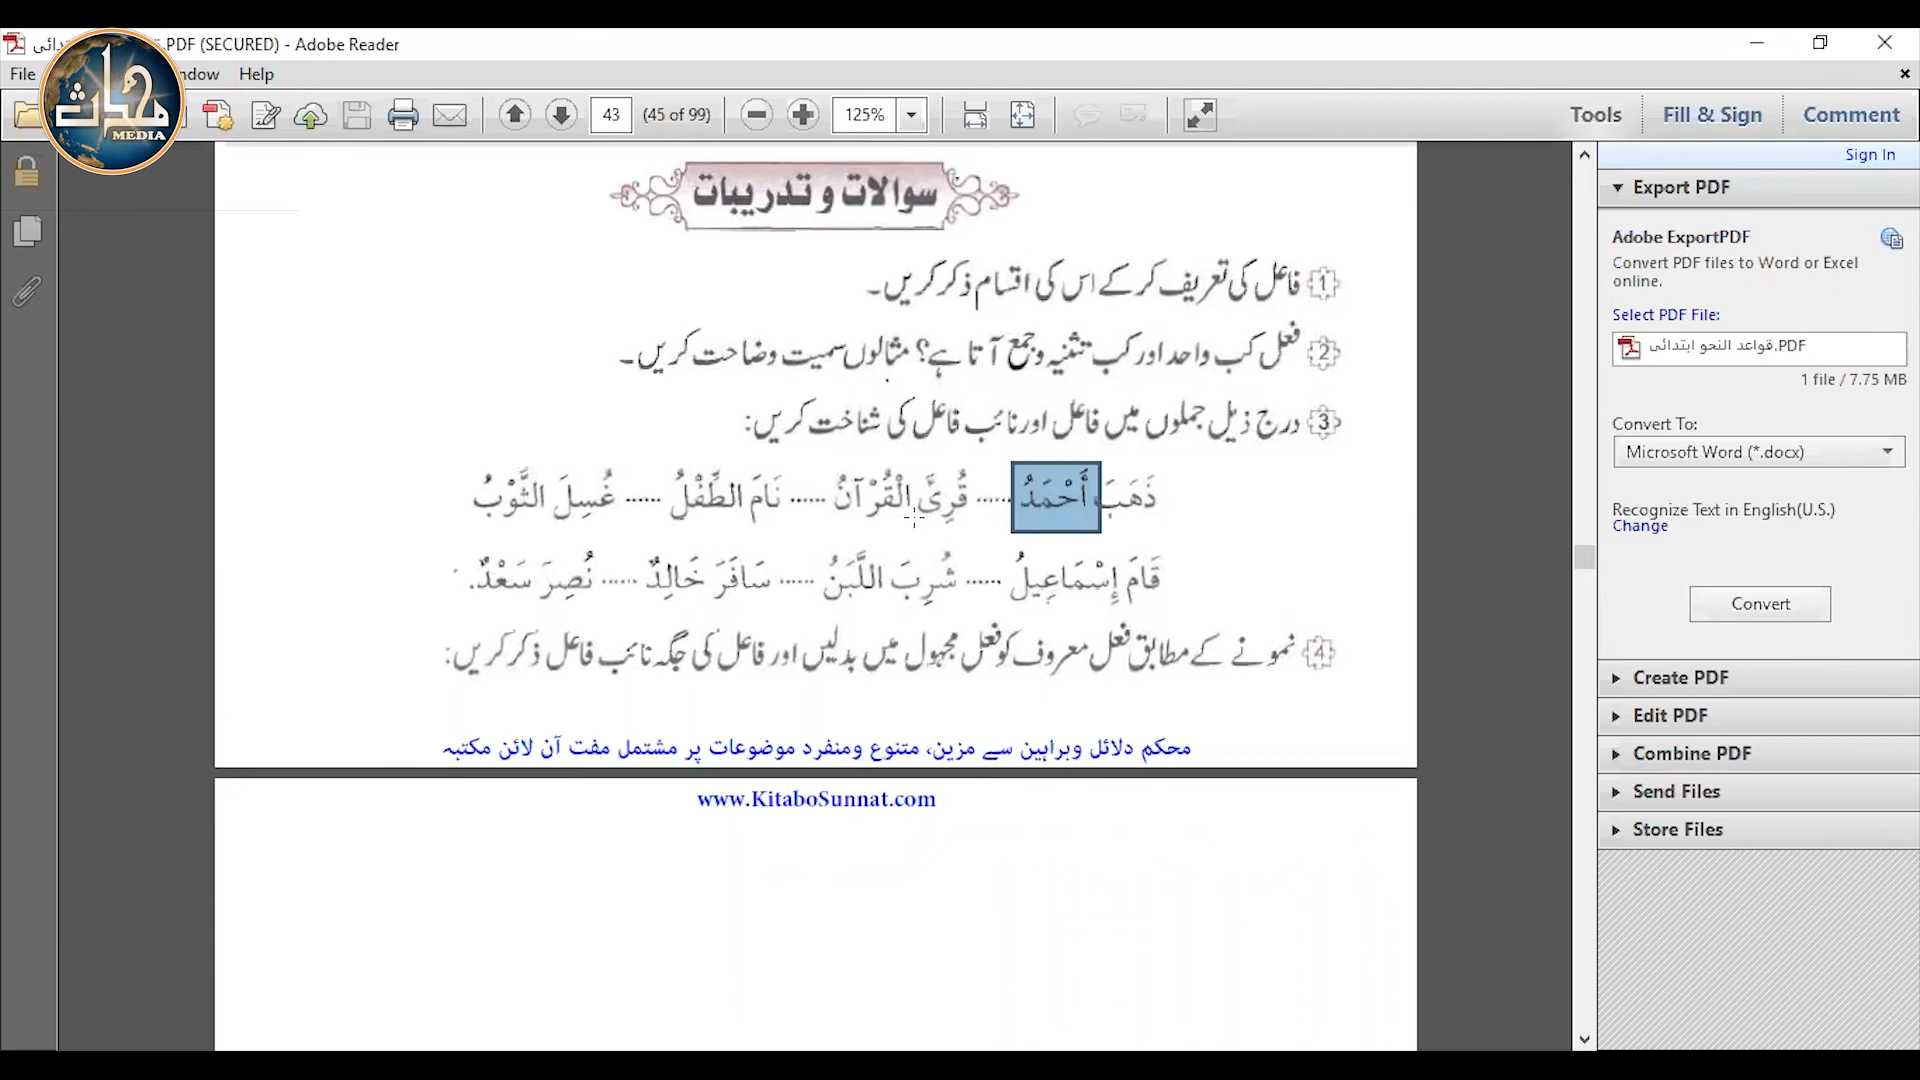 .PDF (SECURED) - Adobe Reader
File
Help
MEDIA
43
(45 of 99)
125%
Tools
Fill & Sign
Comment
Sign In
سوالات و تدریبات
1 فاعل کی تعریف کر کے اس کی اقسام ذکر کریں۔
2 فعل کب واحد اور کب تثنیہ و جمع آتا ہے؟ مثالوں سمیت وضاحت کریں۔
3 درج ذیل جملوں میں فاعل اور نائب فاعل کی شناخت کریں:
ذَهَبَ أَحْمَدُ ...... قُرِئَ الْقُرْآنُ ...... نَامَ الطِّفْلُ ...... غُسِلَ الثَّوْبُ
قَامَ إِسْمَاعِيلُ ...... شُرِبَ اللَّبَنُ ...... سَافَرَ خَالِدٌ ...... نُصِرَ سَعْدٌ.
4 نمونے کے مطابق فعل معروف کو فعل مجہول میں بدلیں اور فاعل کی جگہ نائب فاعل ذکر کریں:
محکم دلائل وبراہین سے مزین، متنوع ومنفرد موضوعات پر مشتمل مفت آن لائن مکتبہ
www.KitaboSunnat.com
Export PDF
Adobe ExportPDF
Convert PDF files to Word or Excel
online.
Select PDF File:
قواعد النحو ابتدائی.PDF
1 file / 7.75 MB
Convert To:
Microsoft Word (*.docx)
Recognize Text in English(U.S.)
Change
Convert
Create PDF
Edit PDF
Combine PDF
Send Files
Store Files